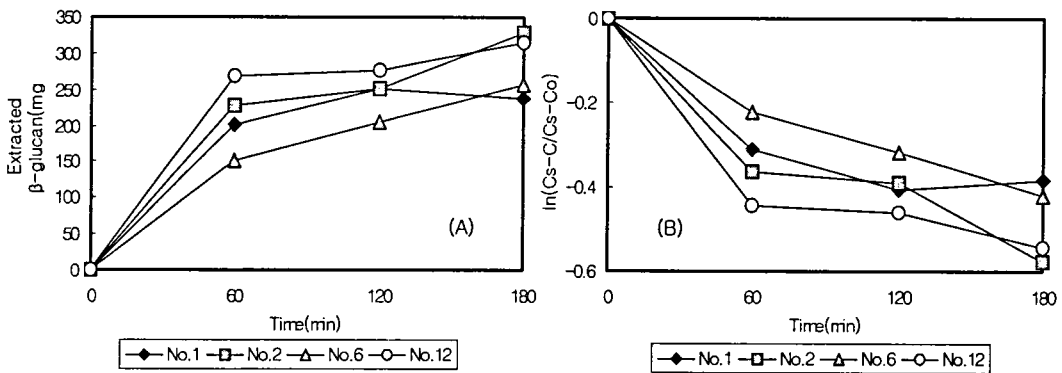 Extracted
β-glucan(mg
350
300
250
200
150
100
50
0
0 60 120 180
Time(min)
(A)
No.1 No.2 No.6 No.12
ln(Cs-C/Cs-Co)
0
-0.2
-0.4
-0.6
0 60 120 180
Time(min)
(B)
No.1 No.2 No.6 No.12